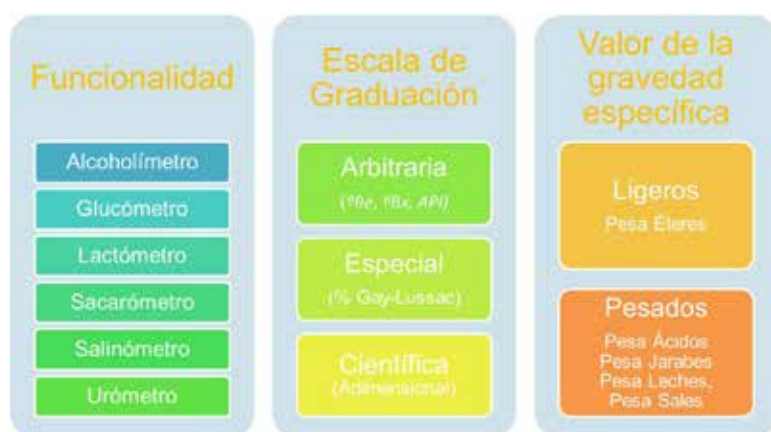 Funcionalidad
Alcoholímetro
Glucómetro
Lactómetro
Sacarómetro
Salinómetro
Urómetro
Escala de
Graduación
Arbitraria
(ºBe, ºBx, API)
Especial
(% Gay-Lussac)
Científica
(Adimensional)
Valor de la
gravedad
específica
Ligeros
Pesa Éteres
Pesados
Pesa Ácidos
Pesa Jarabes
Pesa Leches,
Pesa Sales